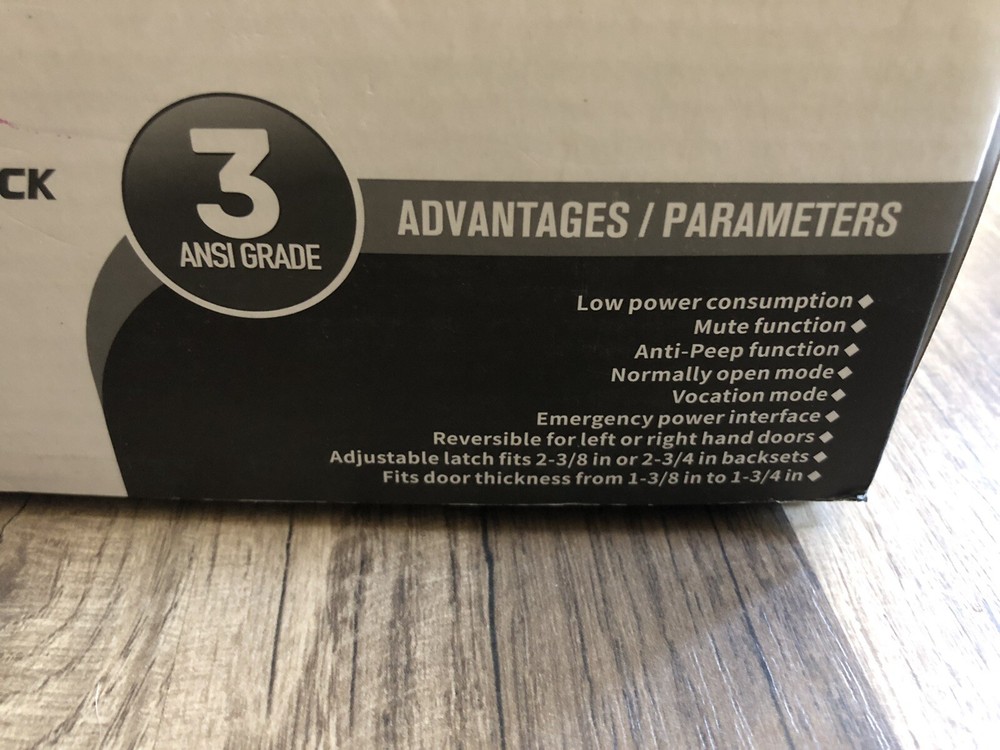 CK
3
ANSI GRADE
ADVANTAGES / PARAMETERS
Low power consumption◆
Mute function◆
Anti-Peep function◆
Normally open mode◆
Vocation mode◆
Emergency power interface◆
Reversible for left or right hand doors◆
Adjustable latch fits 2-3/8 in or 2-3/4 in backsets◆
Fits door thickness from 1-3/8 in to 1-3/4 in◆